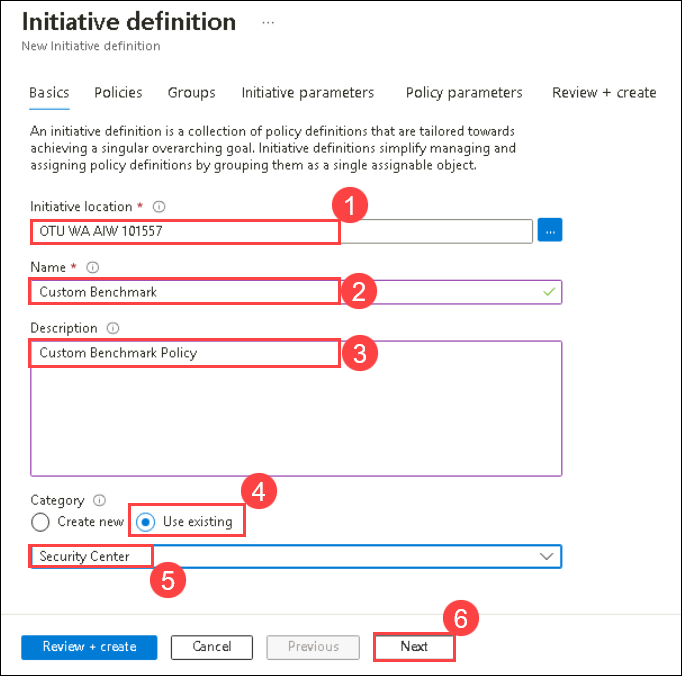 Initiative definition ...
New Initiative definition
Basics Policies Groups Initiative parameters Policy parameters Review + create
An initiative definition is a collection of policy definitions that are tailored towards
achieving a singular overarching goal. Initiative definitions simplify managing and
assigning policy definitions by grouping them as a single assignable object.
Initiative location *
1
OTU WA AIW 101557 ...
Name *
Custom Benchmark
2
Description
Custom Benchmark Policy
3
Category
4
Create new Use existing
Security Center
5
6
Review + create Cancel Previous Next